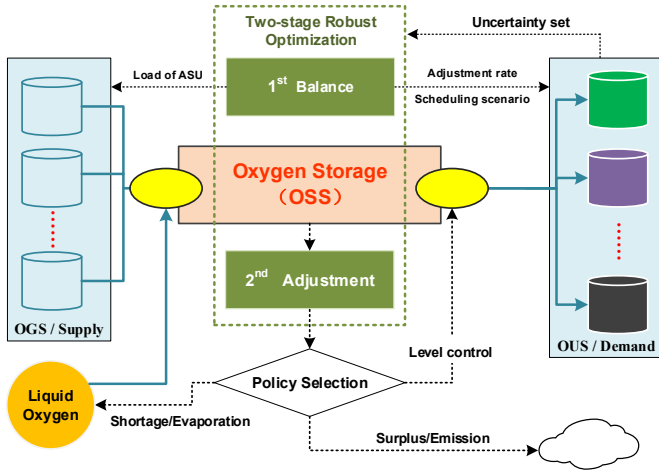 Two-stage Robust
Optimization
Uncertainty set
Load of ASU
1st Balance
Adjustment rate
Scheduling scenario
Oxygen Storage
（OSS）
2nd Adjustment
OGS / Supply
OUS / Demand
Level control
Policy Selection
Liquid
Oxygen
Shortage/Evaporation
Surplus/Emission